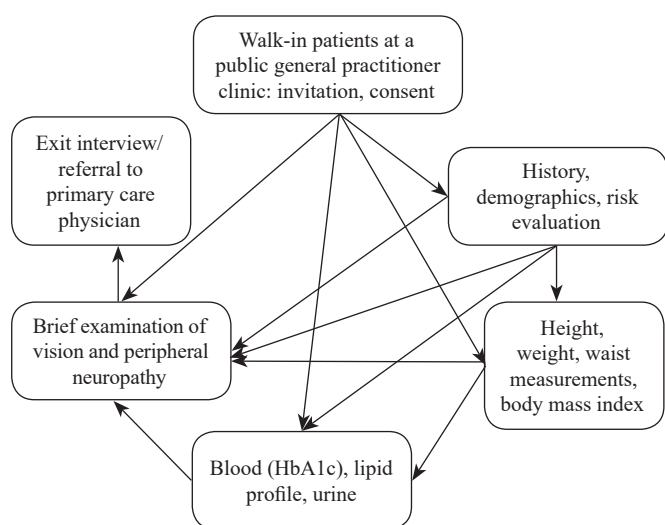 Walk-in patients at a
public general practitioner
clinic: invitation, consent
Exit interview/
referral to
primary care
physician
History,
demographics, risk
evaluation
Brief examination of
vision and peripheral
neuropathy
Height,
weight, waist
measurements,
body mass index
Blood (HbA1c), lipid
profile, urine